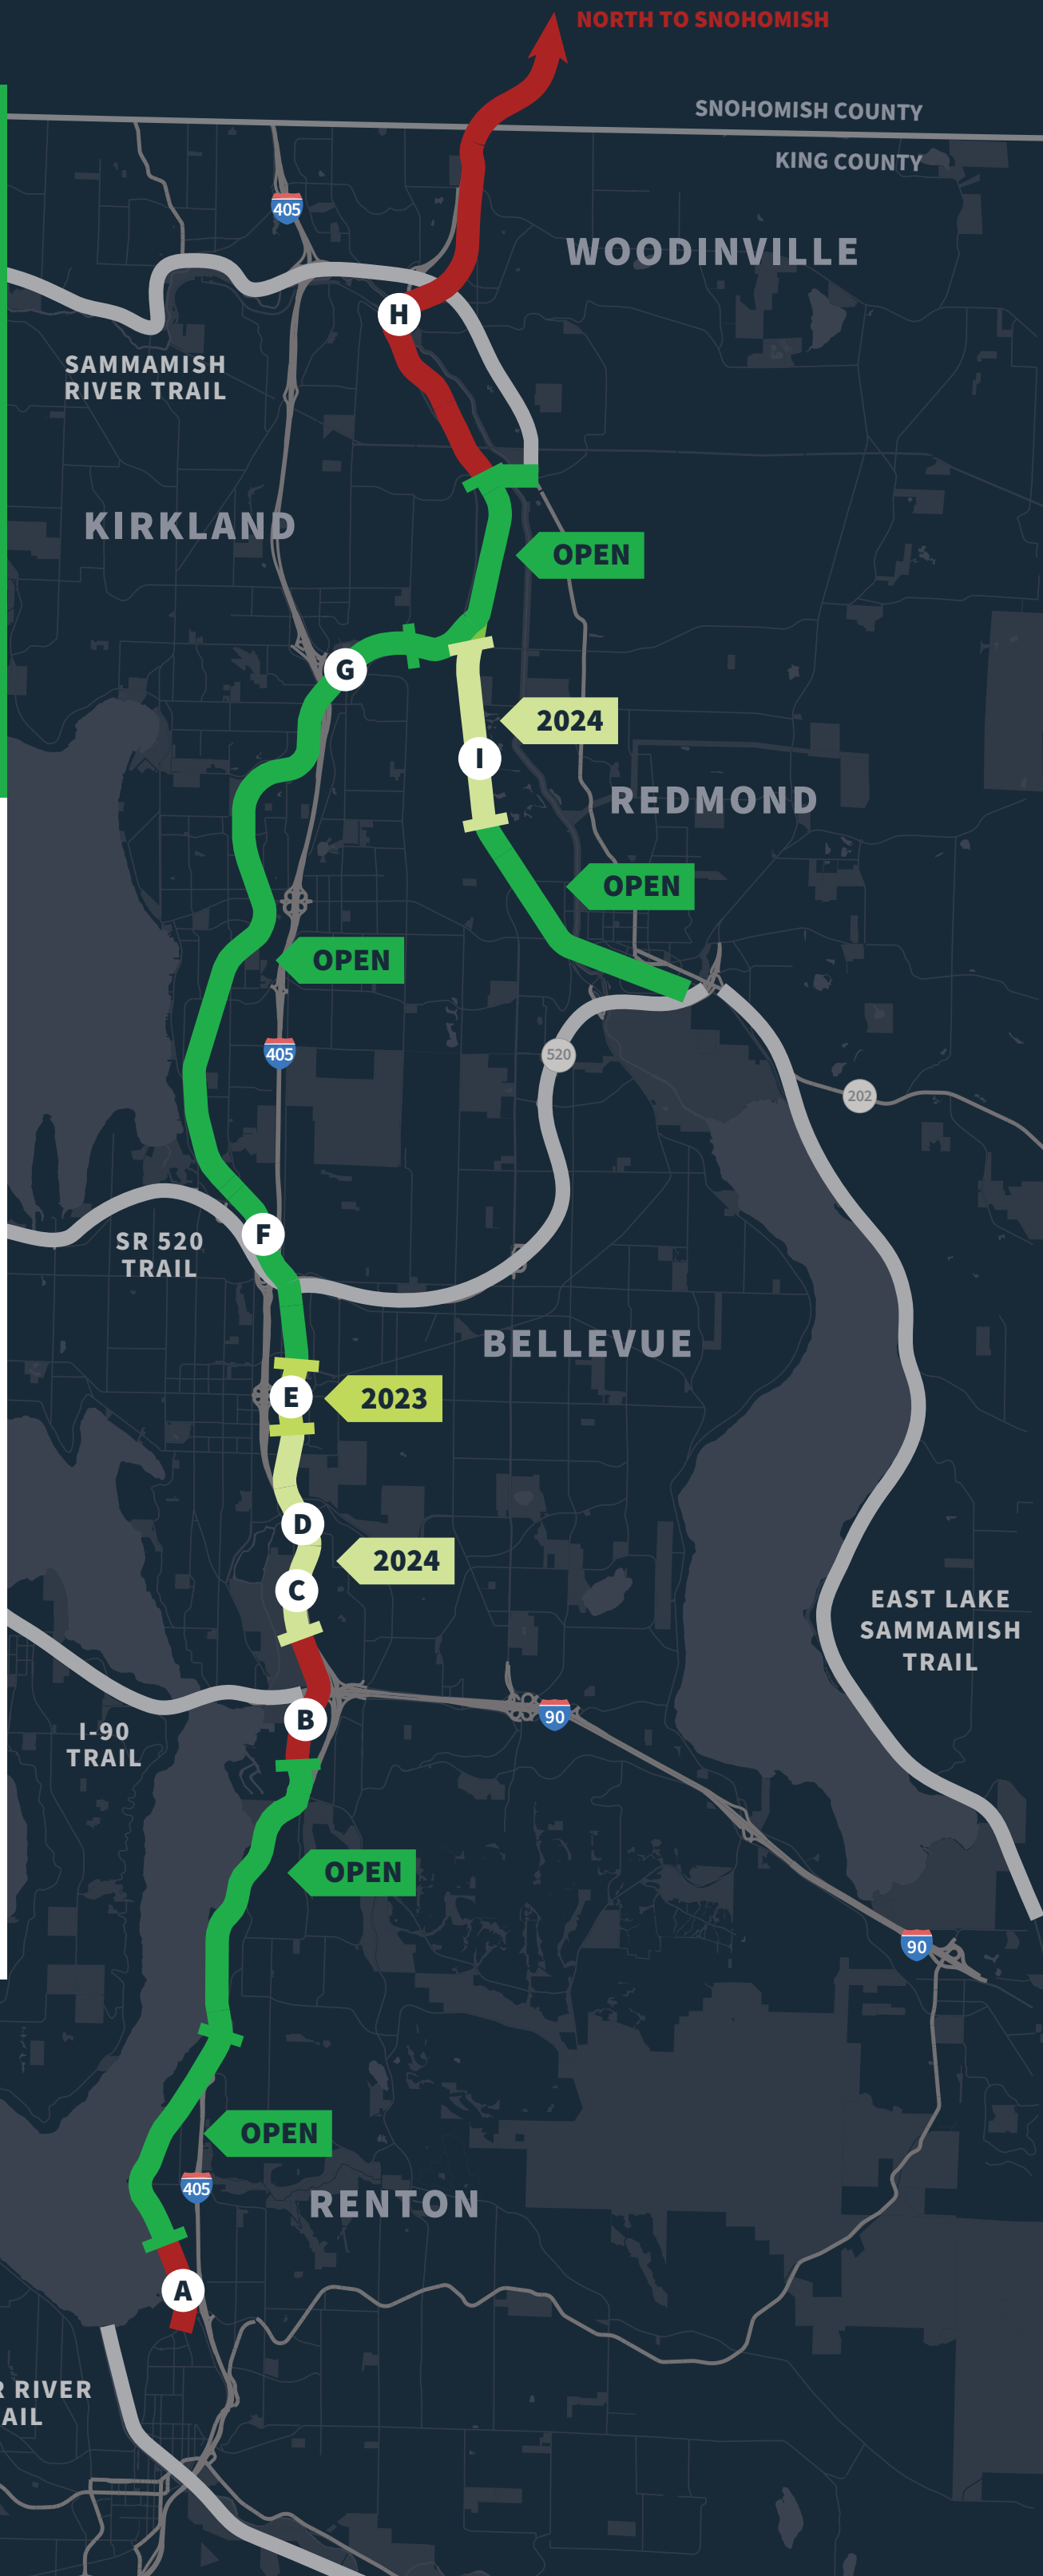 NORTH TO SNOHOMISH
SNOHOMISH COUNTY
KING COUNTY
405
WOODINVILLE
H
SAMMAMISH
RIVER TRAIL
KIRKLAND
OPEN
G
2024
I
REDMOND
OPEN
OPEN
405
520
202
F
SR 520
TRAIL
BELLEVUE
E
2023
D
2024
C
EAST LAKE
SAMMAMISH
TRAIL
B
90
I-90
TRAIL
OPEN
90
OPEN
405
RENTON
A
R RIVER
AIL